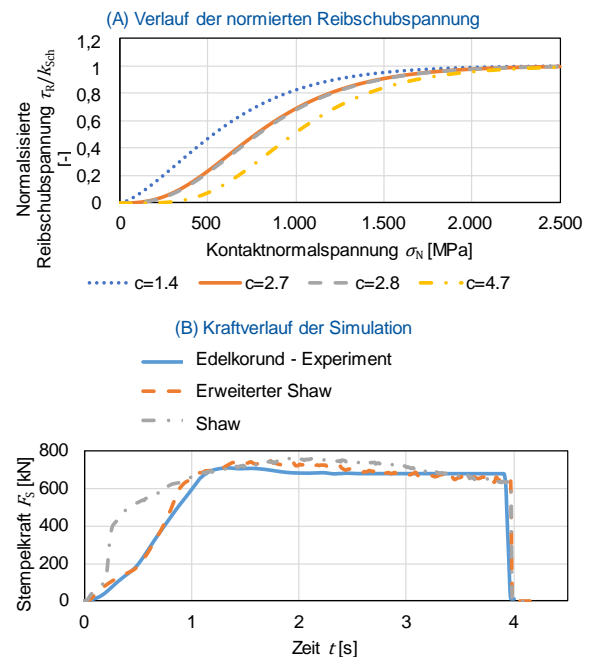 (A) Verlauf der normierten Reibschubspannung
Normalsisierte
Reibschubspannung τR/kSch
[-]
1,2
1
0,8
0,6
0,4
0,2
0
0 500 1.000 1.500 2.000 2.500
Kontaktnormalspannung σN [MPa]
c=1.4 c=2.7 c=2.8 c=4.7
(B) Kraftverlauf der Simulation
Edelkorund - Experiment
Erweiterter Shaw
Shaw
Stempelkraft FS [kN]
800
600
400
200
0
0 1 2 3 4
Zeit t [s]